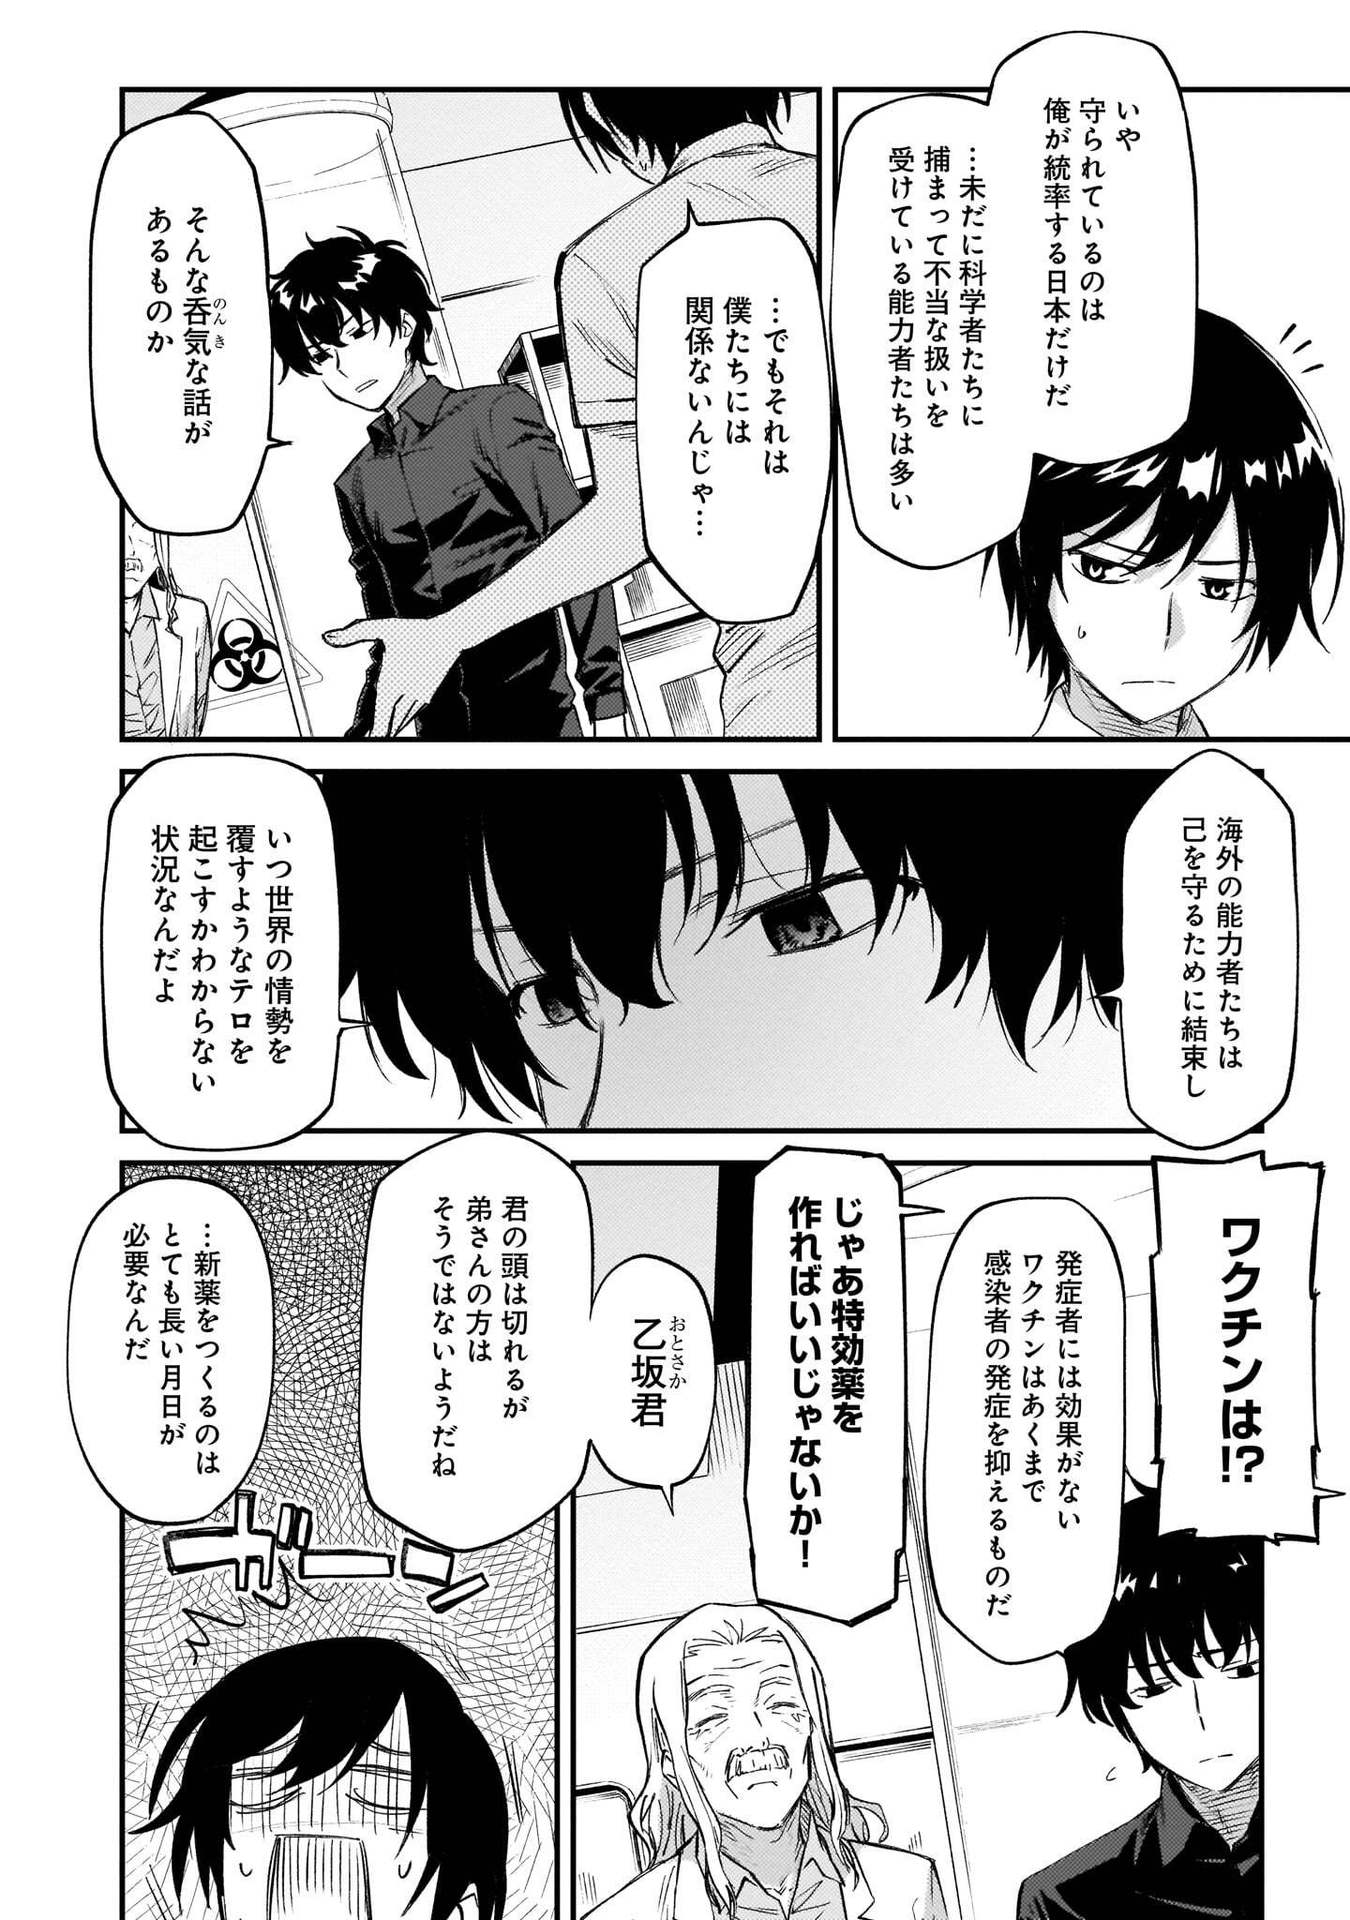 いや
守られているのは
俺が統率する日本だけだ
…未だに科学者たちに
捕まって不当な扱いを
受けている能力者たちは多い
…でもそれは
僕たちには
関係ないんじゃ…
そんな呑気な話が
のんき
あるものか
海外の能力者たちは
己を守るために結束し
いつ世界の情勢を
覆すようなテロを
起こすかわからない
状況なんだよ
ワクチンは!?
発症者には効果がない
ワクチンはあくまで
感染者の発症を抑えるものだ
じゃあ特効薬を
作ればいいじゃないか!
乙坂君
おとさか
君の頭は切れるが
弟さんの方は
そうではないようだね
…新薬をつくるのは
とても長い月日が
必要なんだ
ガーン